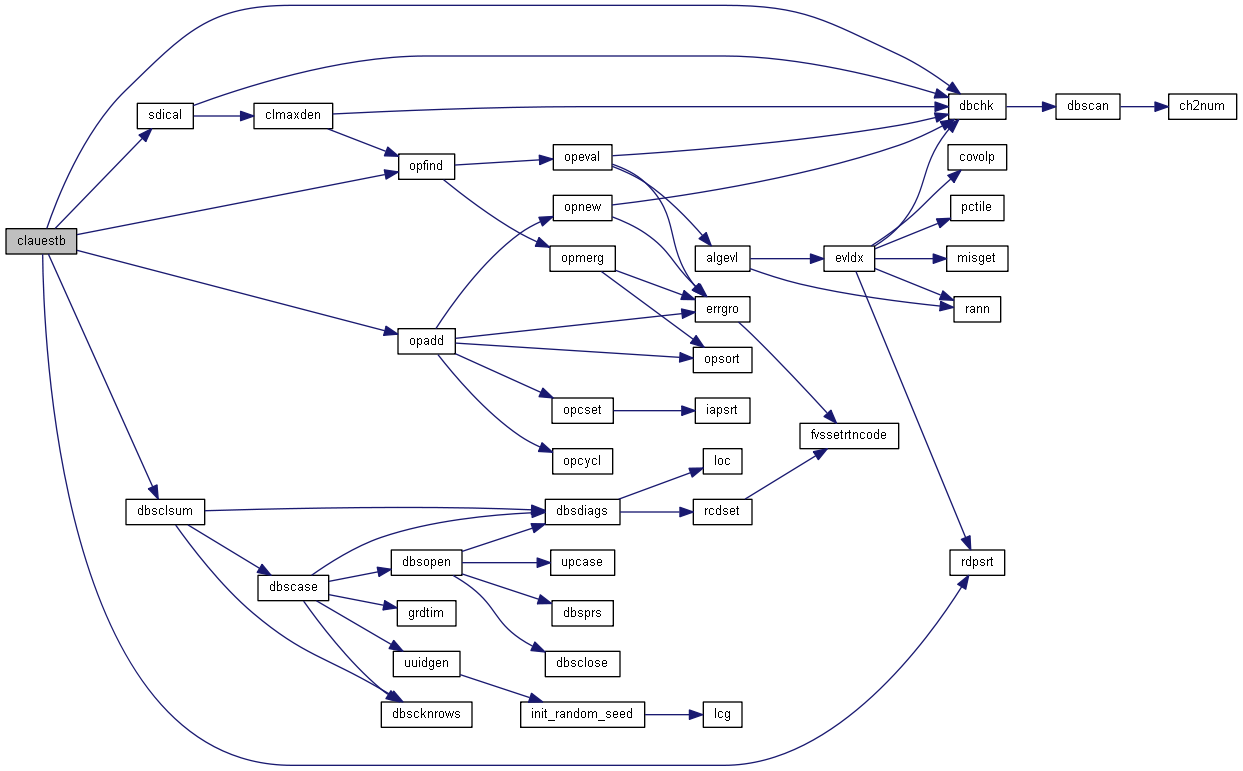 clauestb
sdical
clmaxden
opfind
opadd
dbsclsum
dbscase
dbsopen
grdtim
uuidgen
dbscknrows
opeval
opnew
opmerg
opcset
opcycl
dbsdiags
upcase
dbsprs
dbsclose
init_random_seed
algevl
errgro
opsort
iapsrt
loc
rcdset
lcg
evldx
fvssetrtncode
dbchk
covolp
pctile
misget
rann
rdpsrt
dbscan
ch2num